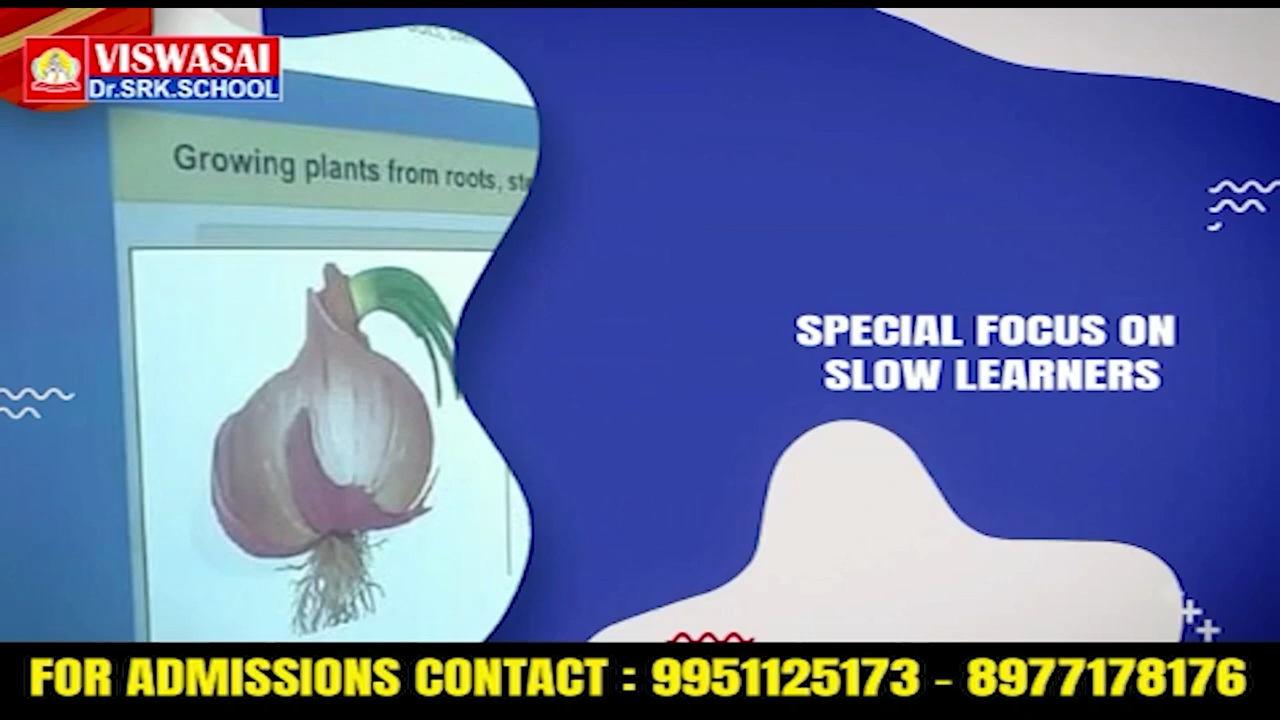 VISWASAI
Dr.SRK.SCHOOL
Growing plants from roots,
SPECIAL FOCUS ON
SLOW LEARNERS
FOR ADMISSIONS CONTACT : 9951125173 - 8977178176